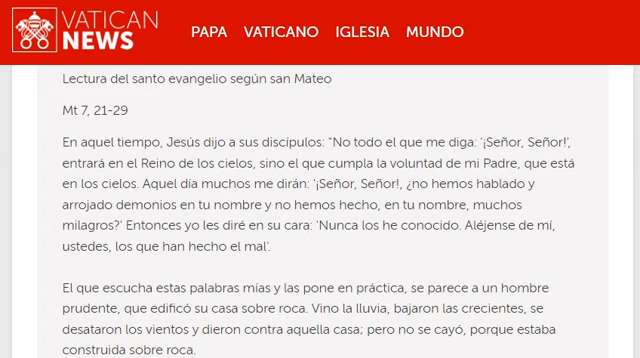 VATICAN
NEWS
PAPA VATICANO IGLESIA MUNDO
Lectura del santo evangelio según san Mateo
Mt 7, 21-29
En aquel tiempo, Jesús dijo a sus discípulos: "No todo el que me diga: '¡Señor, Señor!',
entrará en el Reino de los cielos, sino el que cumpla la voluntad de mi Padre, que está
en los cielos. Aquel día muchos me dirán: '¡Señor, Señor!, ¿no hemos hablado y
arrojado demonios en tu nombre y no hemos hecho, en tu nombre, muchos
milagros?' Entonces yo les diré en su cara: 'Nunca los he conocido. Aléjense de mí,
ustedes, los que han hecho el mal'.
El que escucha estas palabras mías y las pone en práctica, se parece a un hombre
prudente, que edificó su casa sobre roca. Vino la lluvia, bajaron las crecientes, se
desataron los vientos y dieron contra aquella casa; pero no se cayó, porque estaba
construida sobre roca.